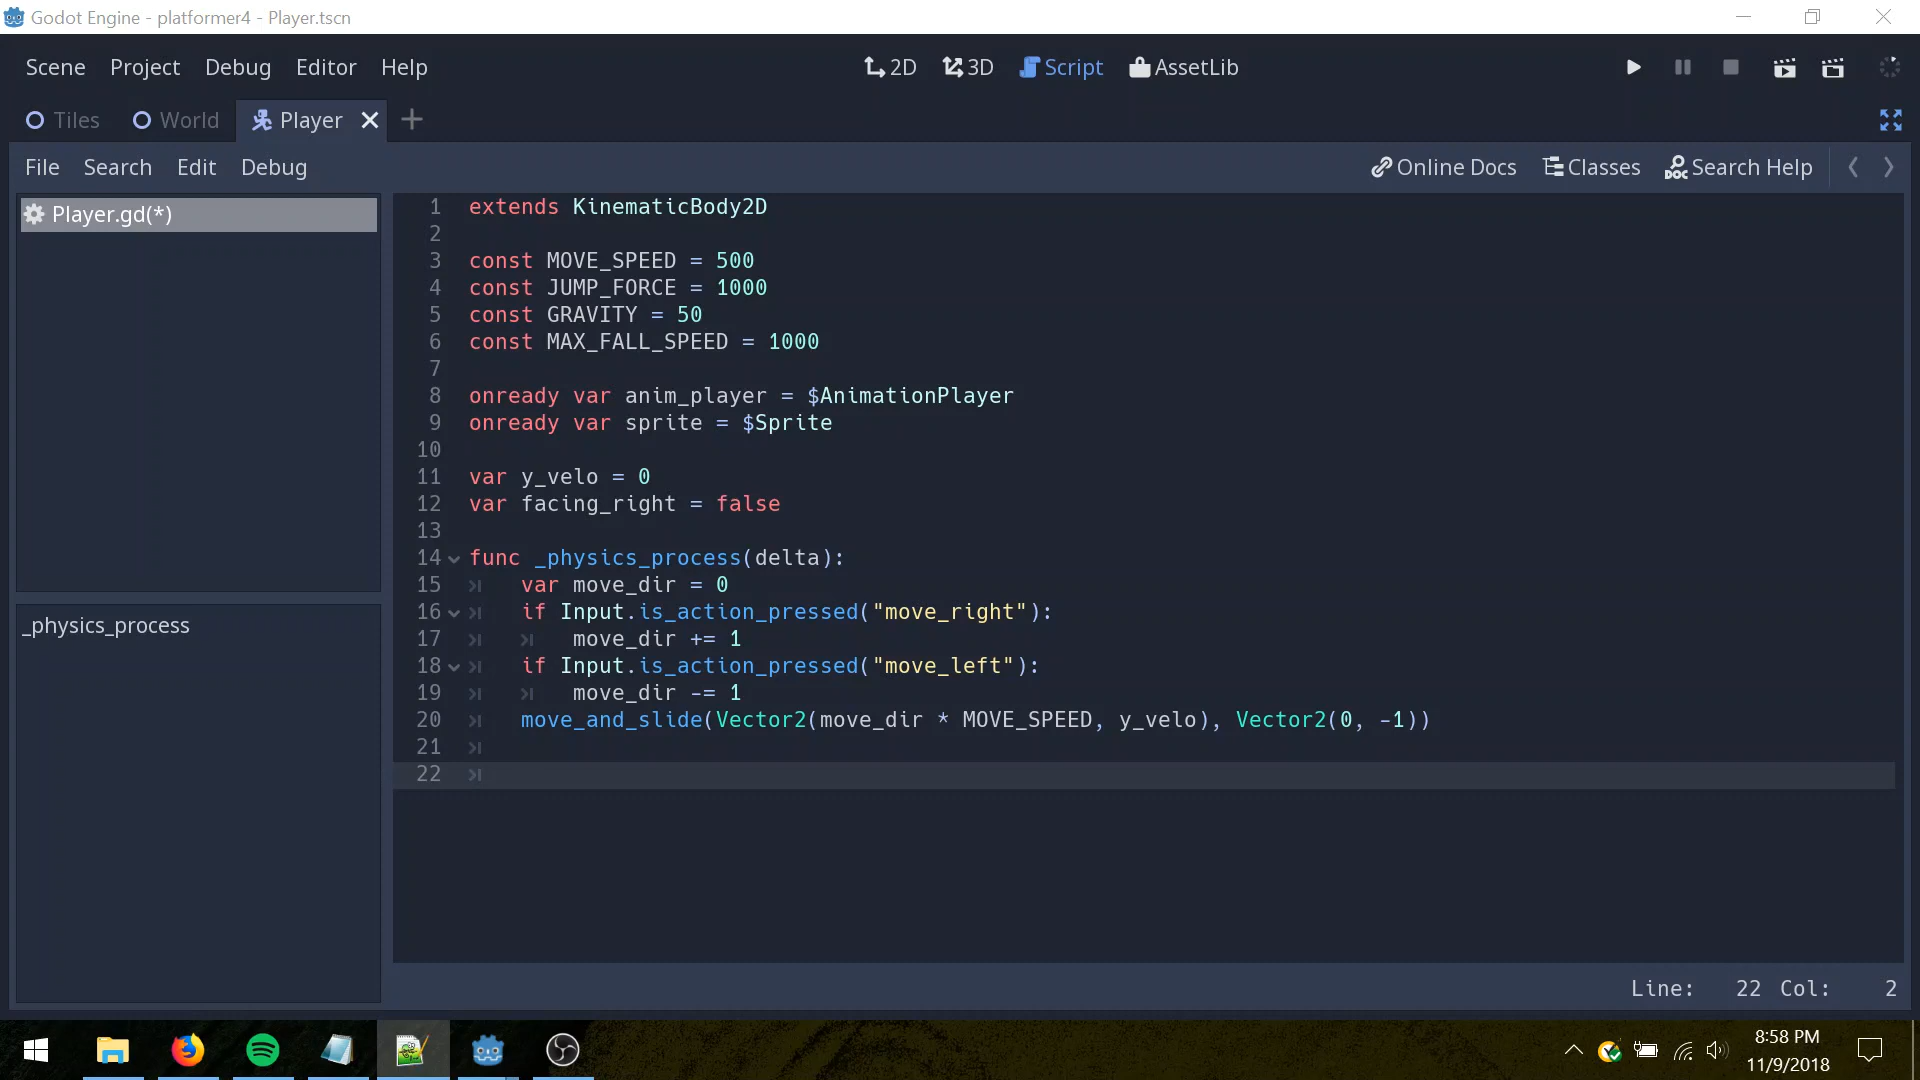 Godot Engine - platformer4 - Player.tscn
Scene Project Debug Editor Help 2D 3D Script AssetLib
Tiles World Player
File Search Edit Debug Online Docs Classes Search Help
Player.gd(*)
_physics_process
1 extends KinematicBody2D
2
3 const MOVE_SPEED = 500
4 const JUMP_FORCE = 1000
5 const GRAVITY = 50
6 const MAX_FALL_SPEED = 1000
7
8 onready var anim_player = $AnimationPlayer
9 onready var sprite = $Sprite
10
11 var y_velo = 0
12 var facing_right = false
13
14 func _physics_process(delta):
15 var move_dir = 0
16 if Input.is_action_pressed("move_right"):
17 move_dir += 1
18 if Input.is_action_pressed("move_left"):
19 move_dir -= 1
20 move_and_slide(Vector2(move_dir * MOVE_SPEED, y_velo), Vector2(0, -1))
21
22
Line: 22 Col: 2
8:58 PM
11/9/2018